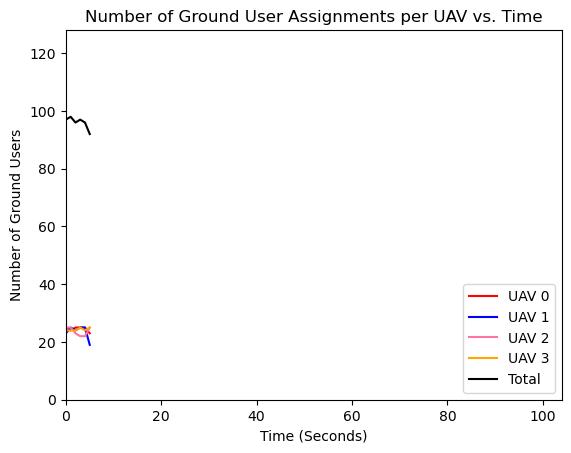 Number of Ground User Assignments per UAV vs. Time
120
100
80
60
40
20
0
Number of Ground Users
UAV 0
UAV 1
UAV 2
UAV 3
Total
0 20 40 60 80 100
Time (Seconds)